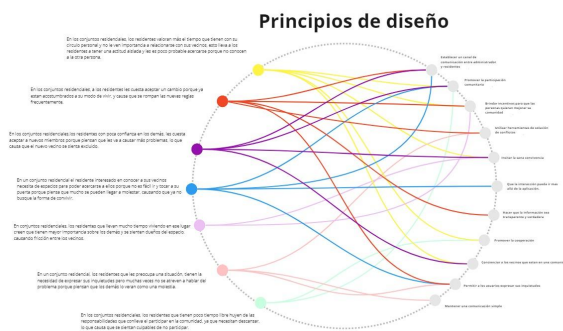 Principios de diseño
En los conjuntos residenciales, los residentes valoran más el tiempo que tienen con su
círculo personal y no le ven importancia a relacionarse con sus vecinos, esto lleva a los
residentes a tener una actitud aislada y les es poco probable acercarse porque no conocen
a la otra persona.
En los conjuntos residenciales, a los residentes les cuesta aceptar un cambio porque ya
están acostumbrados a su modo de vivir, y causa que se rompan las nuevas reglas
frecuentemente.
En los conjuntos residenciales los residentes con poca confianza en los demás, les cuesta
aceptar a nuevos miembros porque piensan que les va a causar más problemas, lo que
causa que el nuevo vecino se sienta excluido.
En un conjunto residencial el residente interesado en conocer a sus vecinos
necesita de espacios para poder acercarse a ellos porque no es fácil ir y tocar a su
puerta porque piensa que mucho de pueden llegar a molestar, causando que ya no
busque la forma de convivir.
En los conjuntos residenciales, los residentes que llevan mucho tiempo viviendo en ese lugar
creen que tienen mayor importancia sobre los demás y se sienten dueños del espacio,
causando fricción entre los vecinos.
En un conjunto residencial, los residentes que les preocupa una situación, tienen la
necesidad de expresar sus inquietudes pero muchas veces no se atreven a hablar del
problema porque piensan que los demás lo verán como una molestia.
En los conjuntos residenciales, los residentes que tienen poco tiempo libre huyen de las
responsabilidades que conlleva el participar en la comunidad, ya que necesitan descansar,
lo que causa que se sientan culpables de no participar.
Establecer un canal de
comunicación entre administrador
y residentes
Promover la participación
comunitaria
Brindar incentivos para que las
personas quieran mejorar su
comunidad
Utilizar herramientas de solución
de conflictos
Incitar la sana convivencia
Que la interacción pueda ir más
allá de la aplicación.
Hacer que la información sea
transparente y verdadera
Promover la cooperación
Permitir a los usuarios expresar sus inquietudes
Mantener una comunicación simple